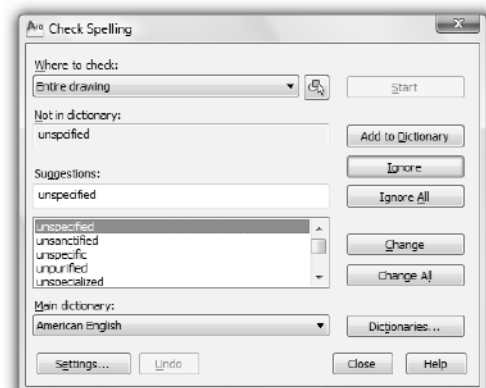 Check Spelling
Where to check:
Entire drawing
Start
Not in dictionary:
unspcified
Add to Dictionary
Ignore
Suggestions:
unspecified
Ignore All
unspecified
unsanctified
unspecific
unpurified
unspecialized
Change
Change All
Main dictionary:
American English
Dictionaries...
Settings...
Undo
Close
Help